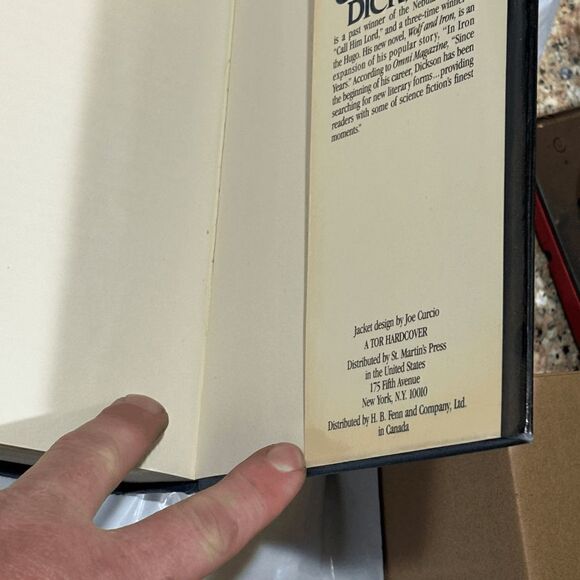 DICK
is a past winner of the Nebul
"Call Him Lord," and a three-time winner
the Hugo. His new novel, Wolf and Iron, is an
expansion of his popular story, "In Iron
Years." According to Omni Magazine, "Since
the beginning of his career, Dickson has been
searching for new literary forms...providing
readers with some of science fiction's finest
moments."
Jacket design by Joe Curcio
A TOR HARDCOVER
Distributed by St. Martin's Press
in the United States
175 Fifth Avenue
New York, N.Y. 10010
Distributed by H. B. Fenn and Company, Ltd.
in Canada